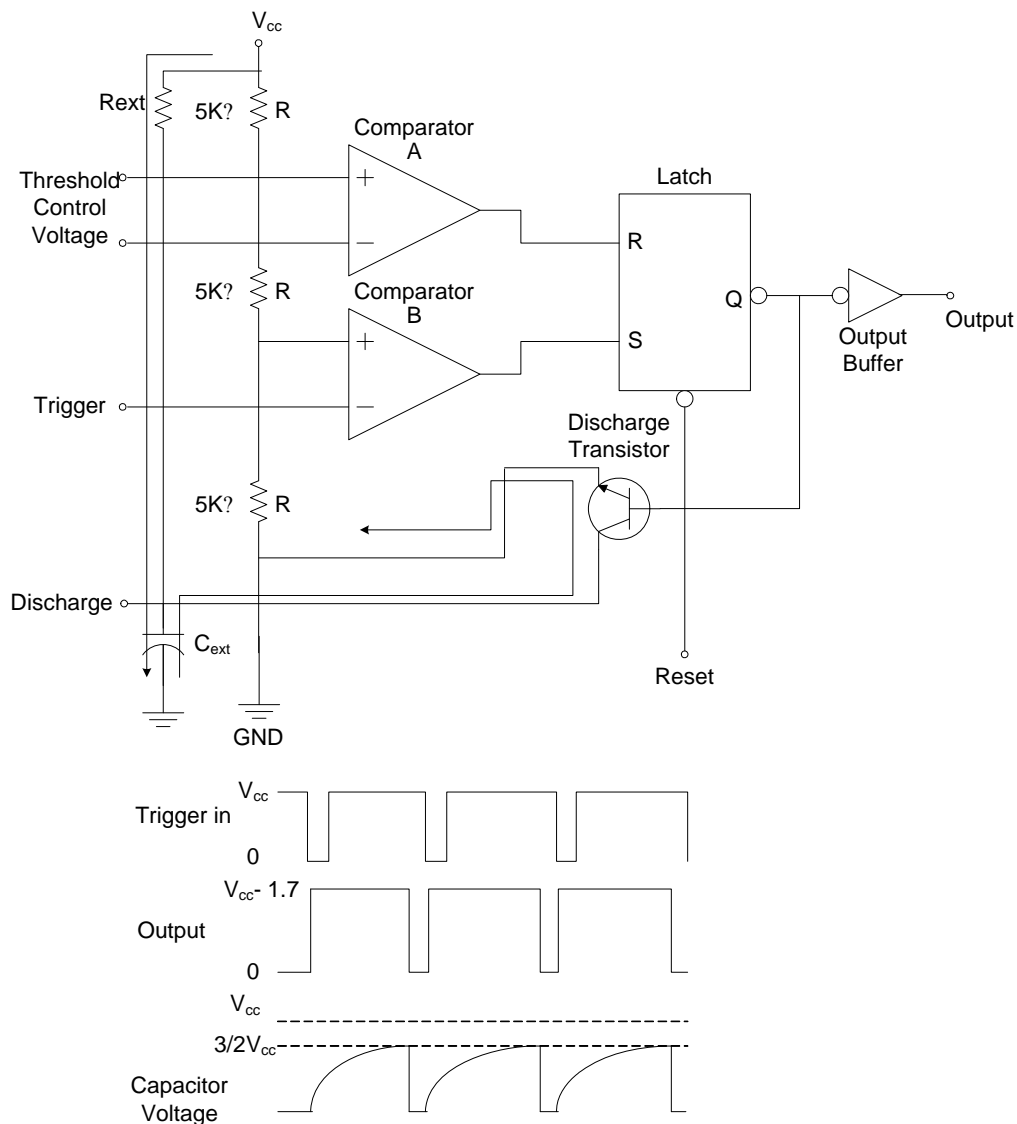 Vcc
Rext
5K?
R
Comparator
A
Threshold
Control
Voltage
+
−
Latch
R
Q
S
Output
Output
Buffer
5K?
R
Comparator
B
+
−
Trigger
Discharge
Transistor
5K?
R
Discharge
Cext
Reset
GND
Vcc
Trigger in
0
Vcc- 1.7
Output
0
Vcc
3/2Vcc
Capacitor
Voltage